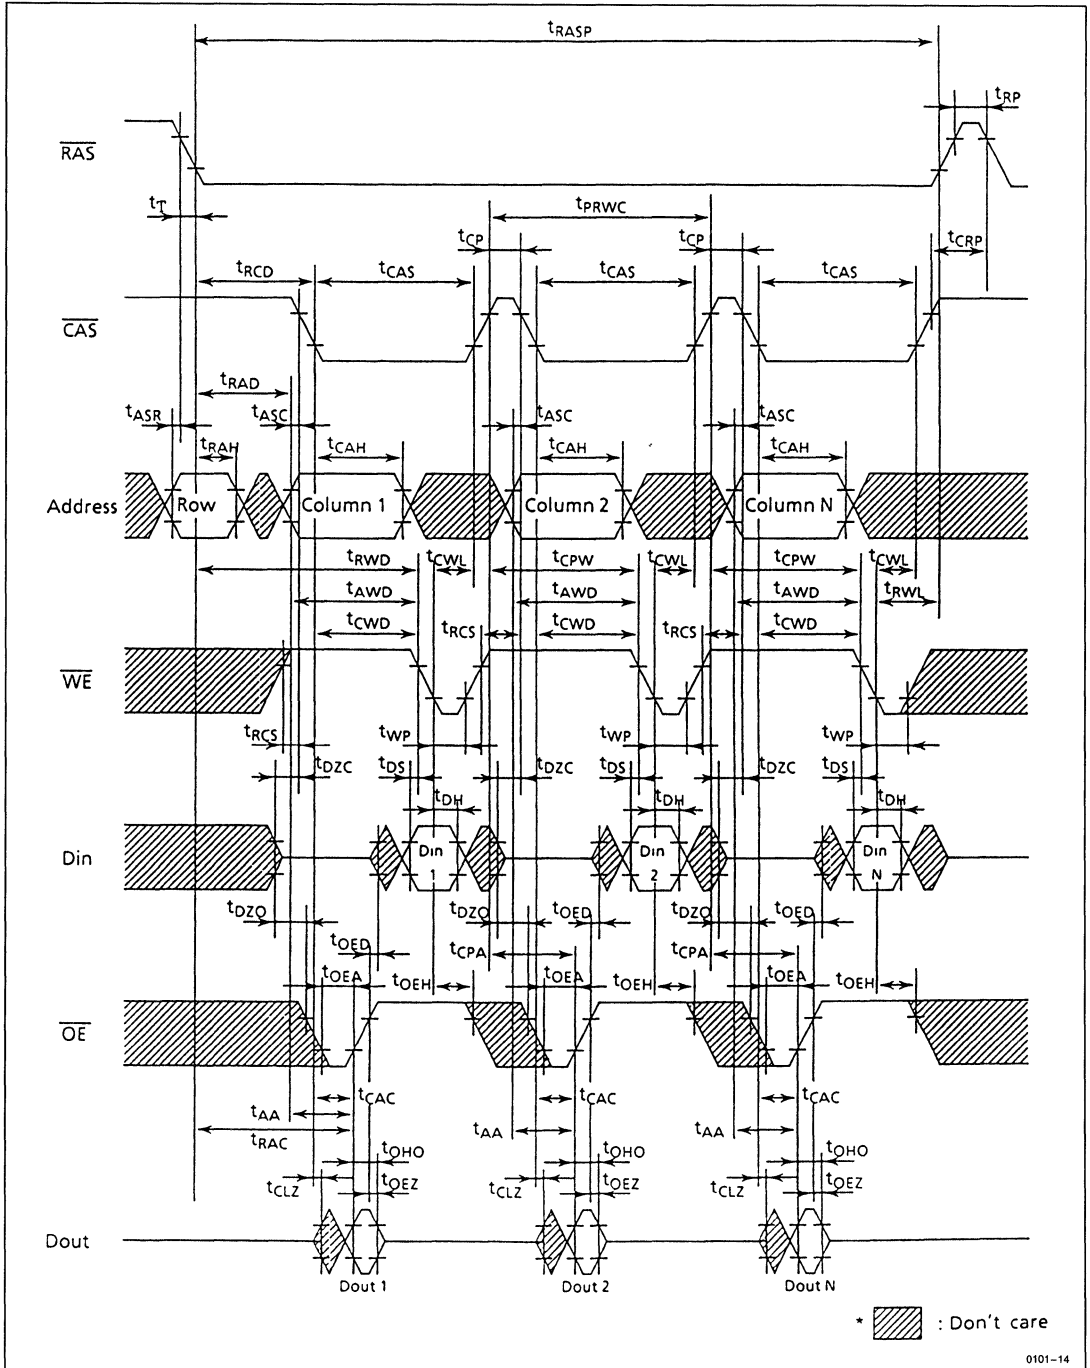 tRASP
tRP
RAS
tT
tPRWC
tCP tCP tCRP
tRCD tCAS tCAS tCAS
CAS
tRAD
tASR tASC tASC tASC
tRAH tCAH tCAH tCAH
Address Row Column 1 Column 2 Column N
tRWD tCWL tCPW tCWL tCPW tCWL
tAWD tAWD tAWD tRWL
tCWD tRCS tCWD tRCS tCWD
WE
tRCS tWP tWP tWP
tDS tDZC tDS tDZC tDS
tDH tDH tDH
Din Din 1 Din 2 Din N
tDZO tDZO tOED tDZO tOED
tOED tCPA tCPA
tOEA tOEH tOEA tOEH tOEA tOEH
OE
tCAC tCAC tCAC
tAA tAA tAA
tRAC
tOHO tOHO tOHO
tCLZ tOEZ tCLZ tOEZ tCLZ tOEZ
Dout
Dout 1 Dout 2 Dout N
* : Don't care
0101-14